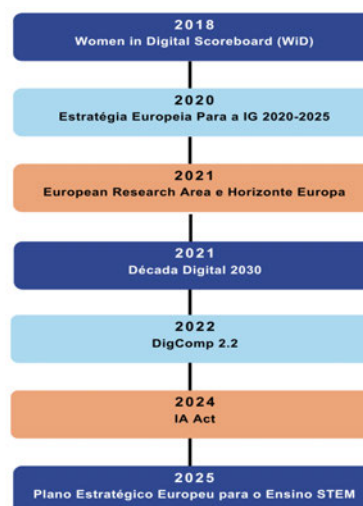 2018
Women in Digital Scoreboard (WiD)
2020
Estratégia Europeia Para a IG 2020-2025
2021
European Research Area e Horizonte Europa
2021
Década Digital 2030
2022
DigComp 2.2
2024
IA Act
2025
Plano Estratégico Europeu para o Ensino STEM